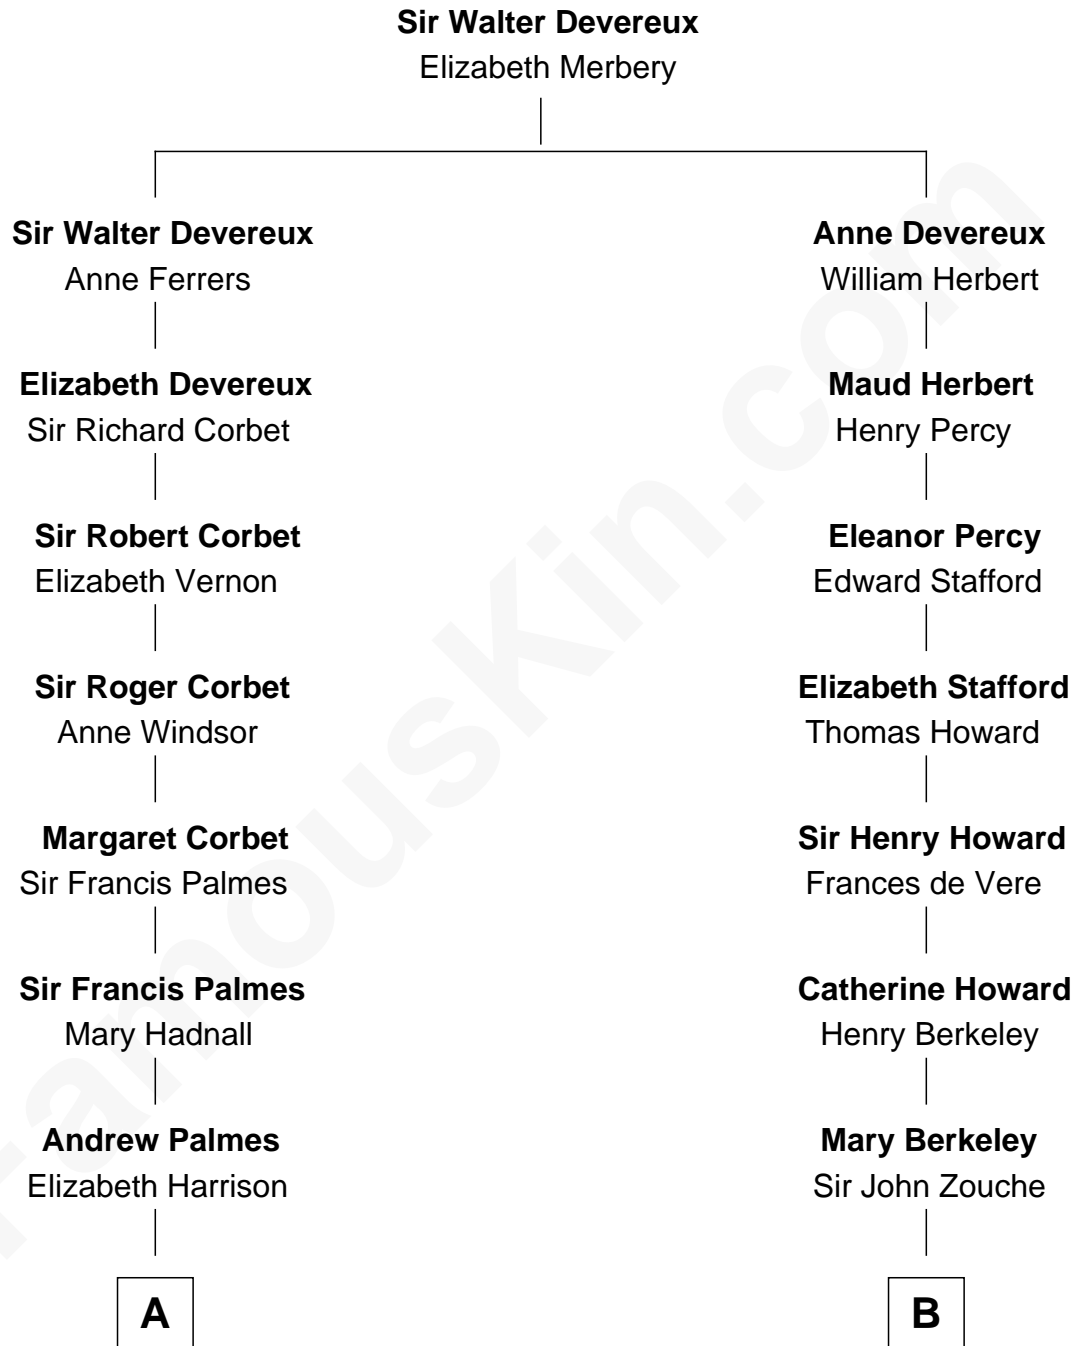 Sir Walter Devereux
Elizabeth Merbery
Sir Walter Devereux
Anne Ferrers
Anne Devereux
William Herbert
Elizabeth Devereux
Sir Richard Corbet
Maud Herbert
Henry Percy
Sir Robert Corbet
Elizabeth Vernon
Eleanor Percy
Edward Stafford
Sir Roger Corbet
Anne Windsor
Elizabeth Stafford
Thomas Howard
Margaret Corbet
Sir Francis Palmes
Sir Henry Howard
Frances de Vere
Sir Francis Palmes
Mary Hadnall
Catherine Howard
Henry Berkeley
Andrew Palmes
Elizabeth Harrison
Mary Berkeley
Sir John Zouche
A
B
FamousKin.com